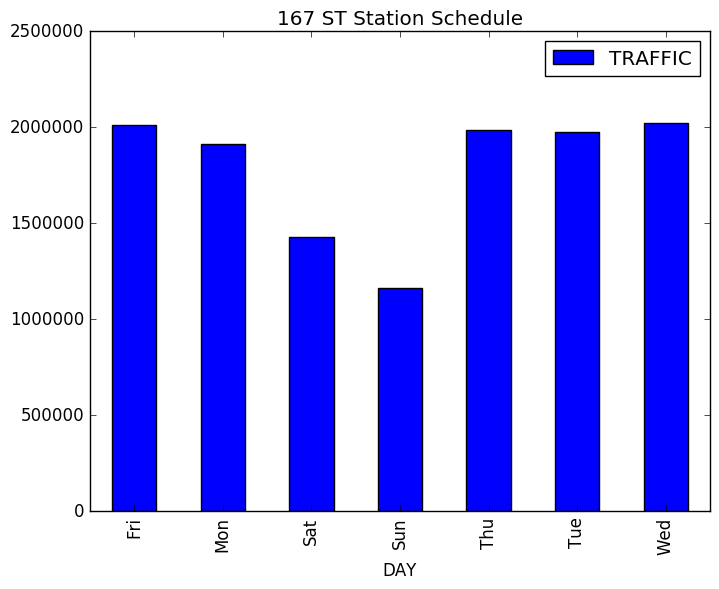 167 ST Station Schedule
TRAFFIC
2500000
2000000
1500000
1000000
500000
0
Fri
Mon
Sat
Sun
Thu
Tue
Wed
DAY